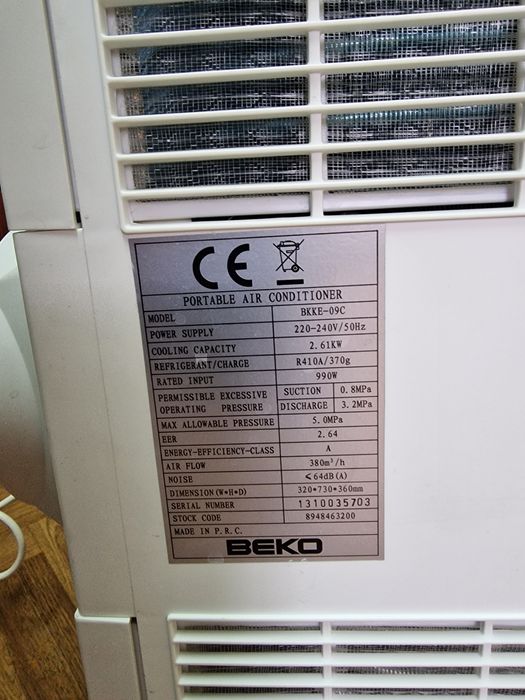 CE
PORTABLE AIR CONDITIONER
MODEL BKKE-09C
POWER SUPPLY 220-240V/50Hz
COOLING CAPACITY 2.61KW
REFRIGERANT/CHARGE R410A/370g
RATED INPUT 990W
PERMISSIBLE EXCESSIVE SUCTION 0.8MPa
OPERATING PRESSURE DISCHARGE 3.2MPa
MAX ALLOWABLE PRESSURE 5.0MPa
EER 2.64
ENERGY-EFFICIENCY-CLASS A
AIR FLOW 380m³/h
NOISE ≤64dB(A)
DIMENSION(W*H*D) 320*730*360mm
SERIAL NUMBER 1310035703
STOCK CODE 8948463200
MADE IN P.R.C.
BEKO